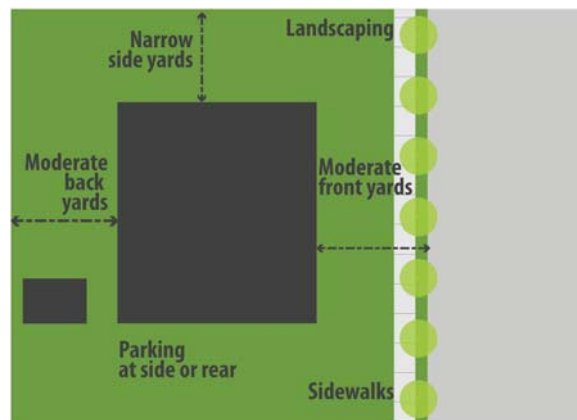 Narrow
side yards
Landscaping
Moderate
back
yards
Moderate
front yards
Parking
at side or rear
Sidewalks